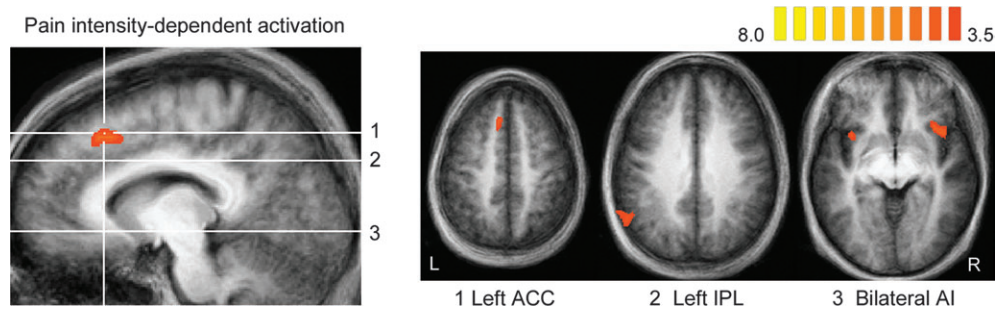 Pain intensity-dependent activation
8.0 3.5
1
2
3
L R
1 Left ACC 2 Left IPL 3 Bilateral AI